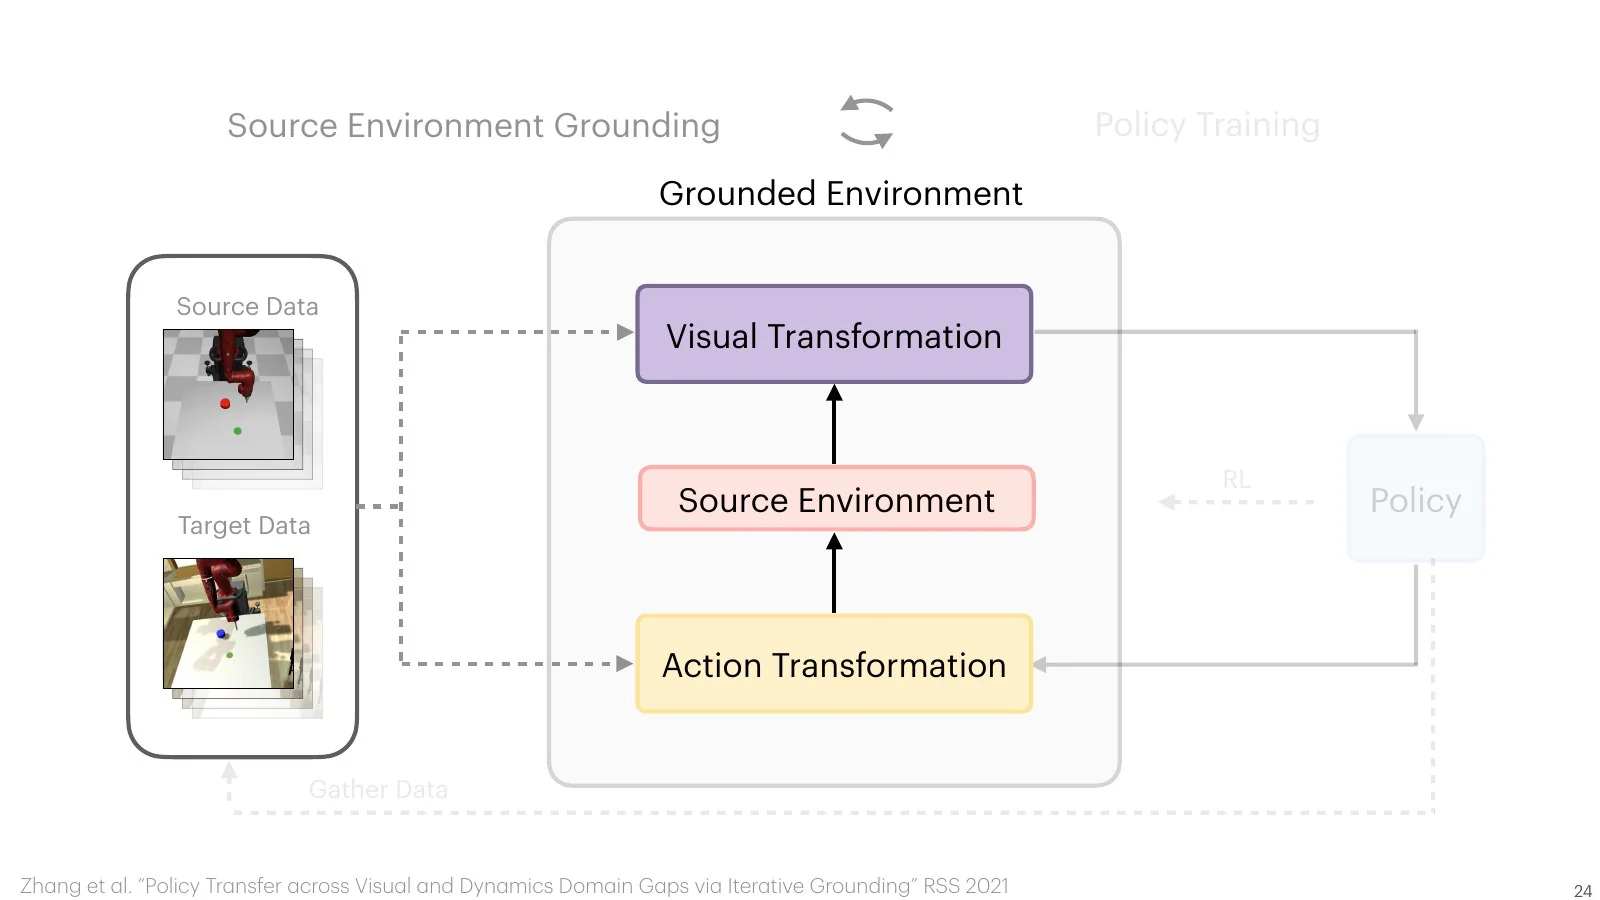 Source Environment Grounding
Policy Training
Grounded Environment
Source Data
Visual Transformation
RL
Policy
Source Environment
Target Data
Action Transformation
Gather Data
Zhang et al. “Policy Transfer across Visual and Dynamics Domain Gaps via Iterative Grounding” RSS 2021
24